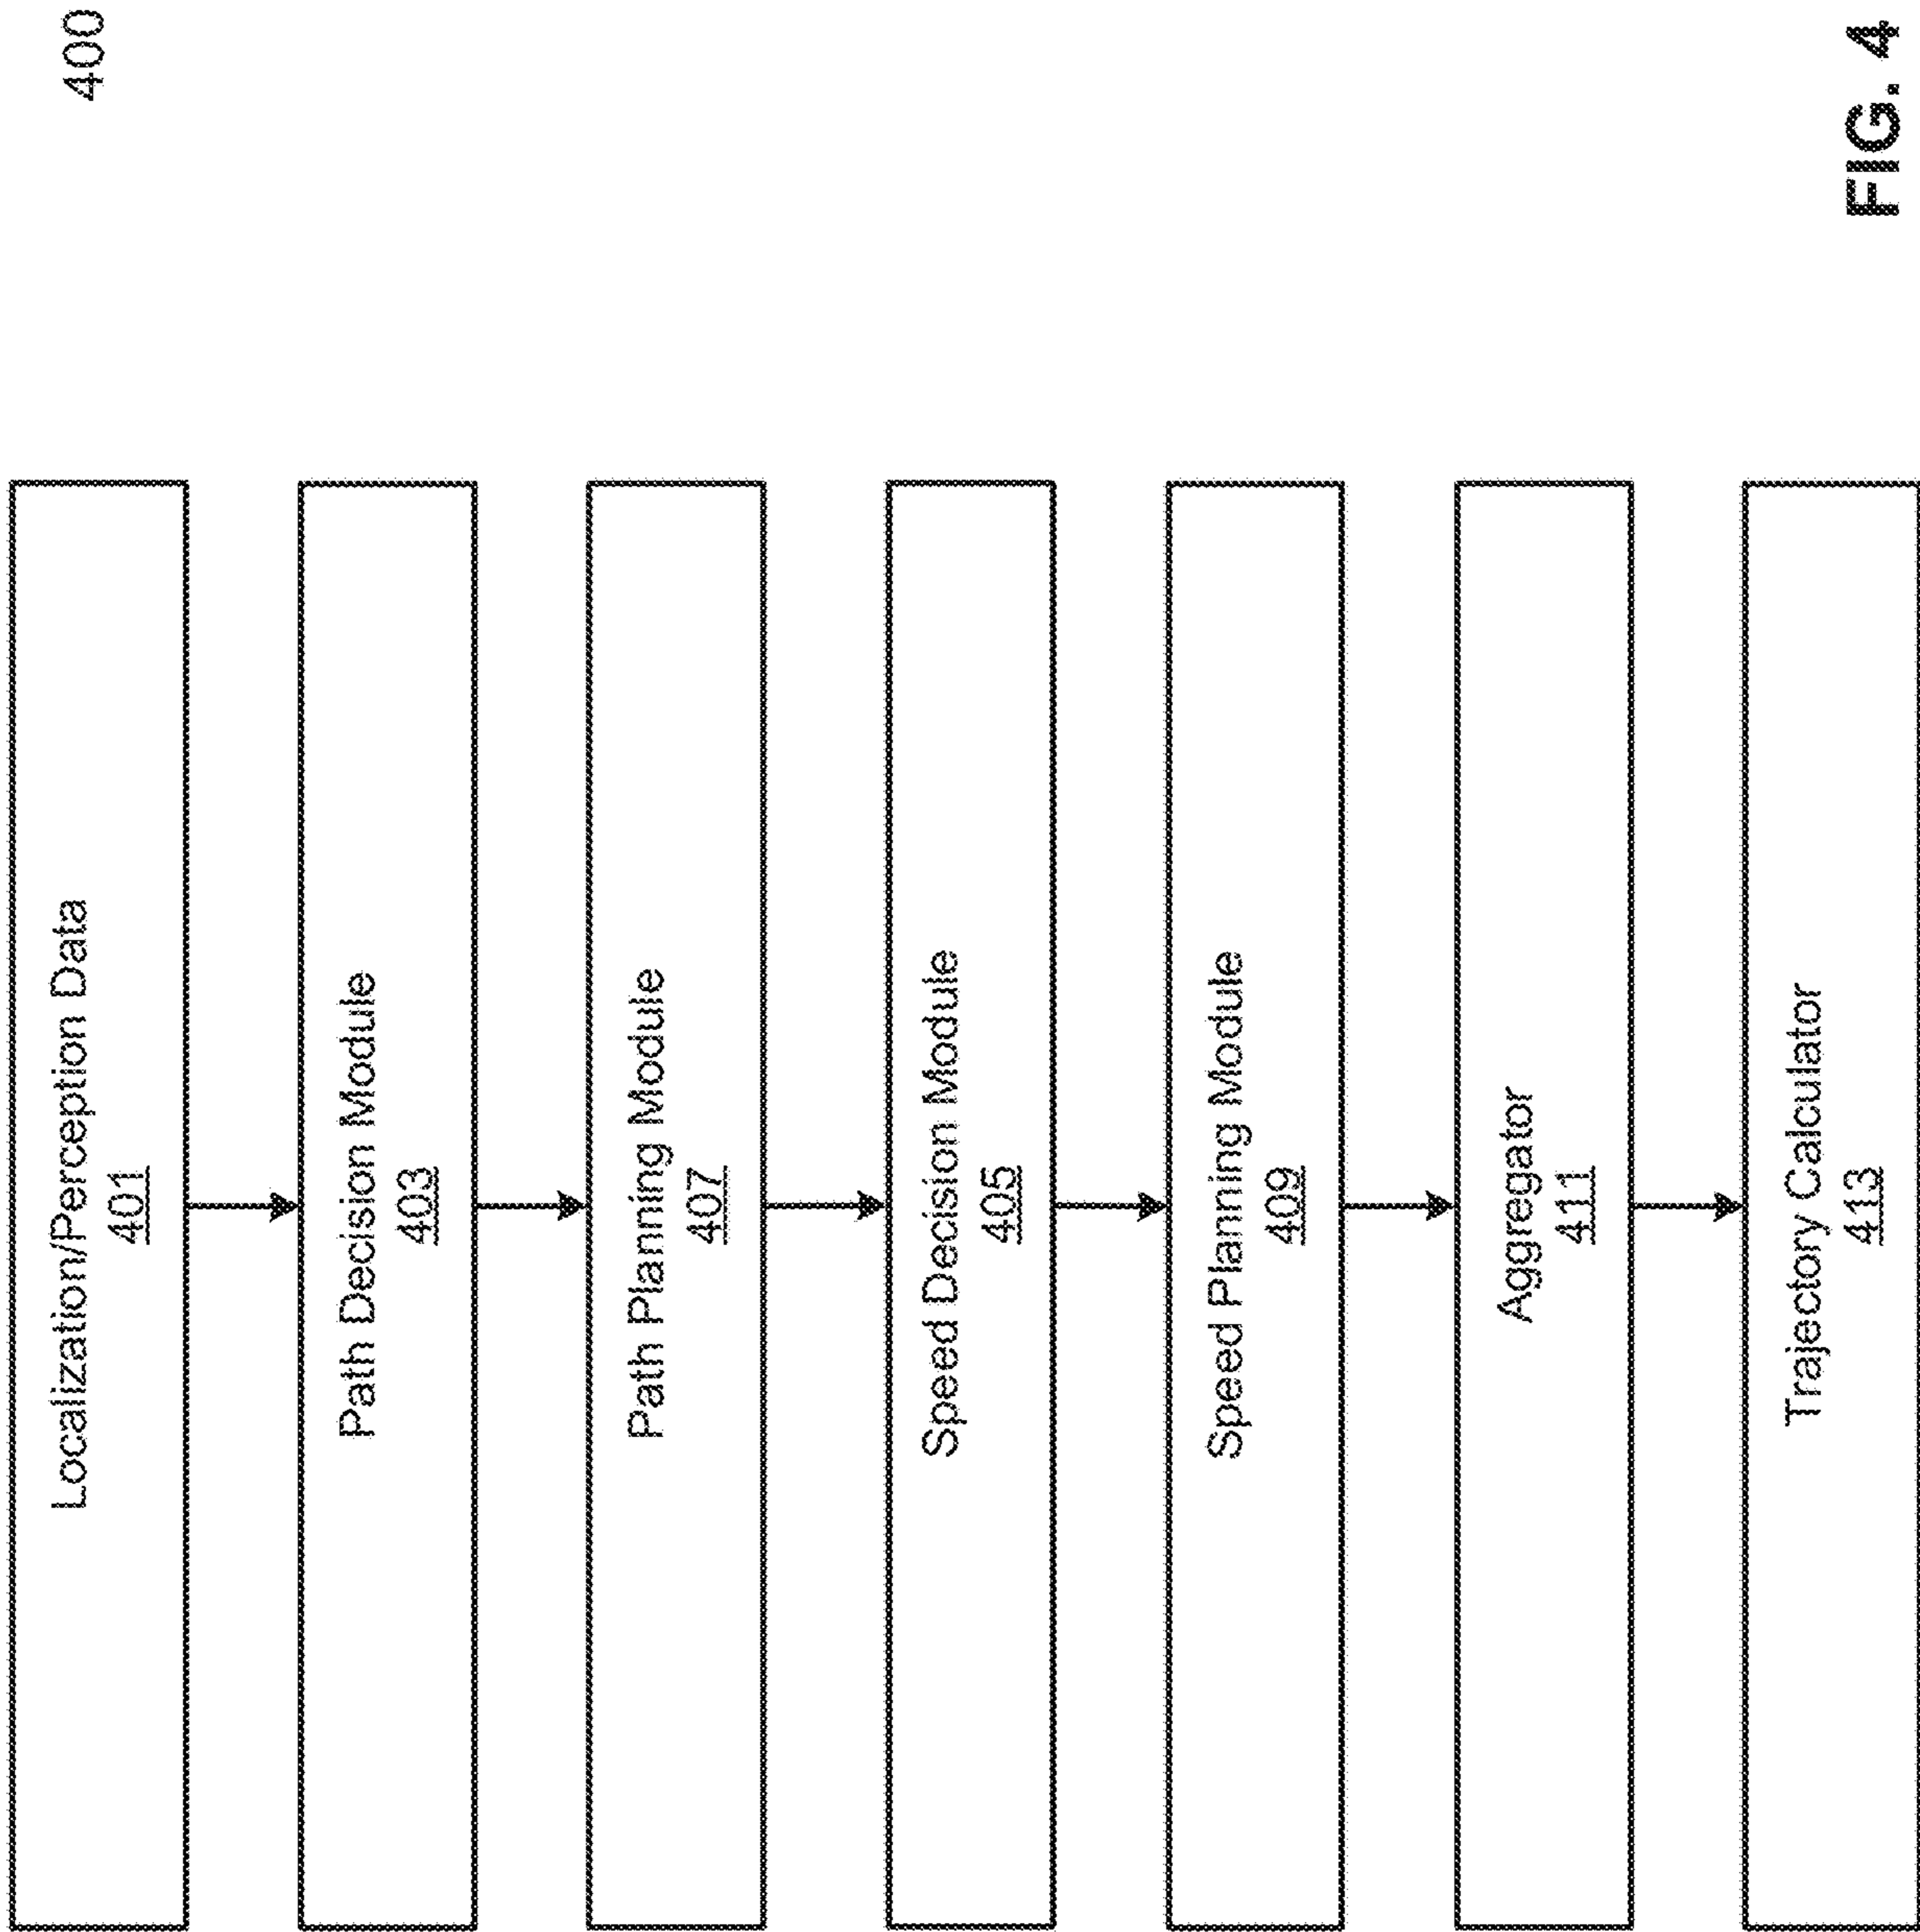 400
Localization/Perception Data
401
Path Decision Module
403
Path Planning Module
407
Speed Decision Module
405
Speed Planning Module
409
Aggregator
411
Trajectory Calculator
413
FIG. 4